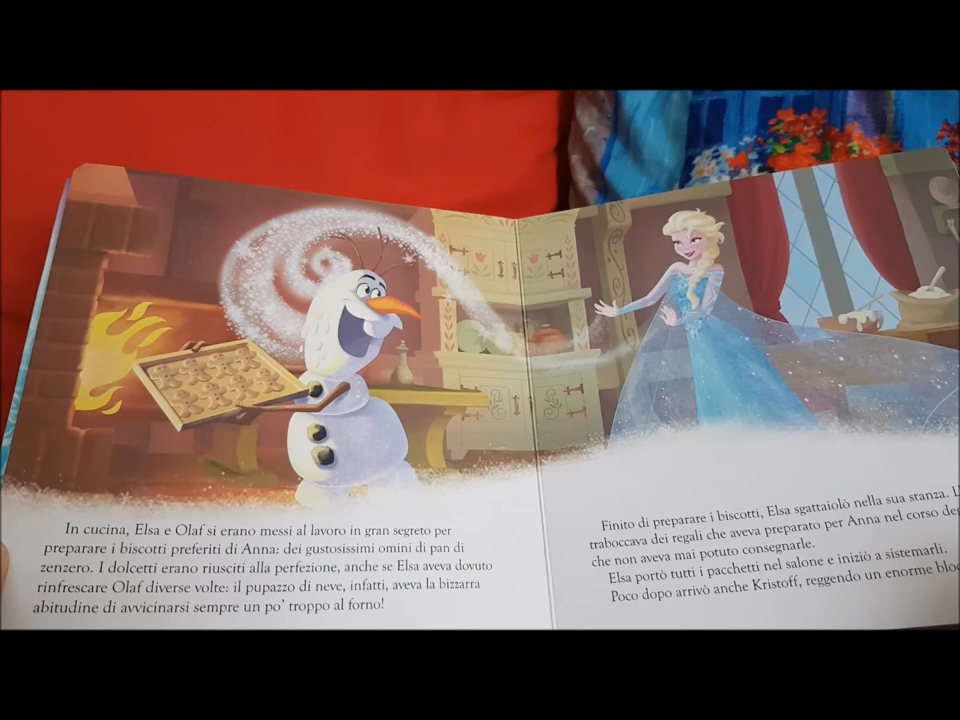 In cucina, Elsa e Olaf si erano messi al lavoro in gran segreto per
preparare i biscotti preferiti di Anna: dei gustosissimi omini di pan di
zenzero. I dolcetti erano riusciti alla perfezione, anche se Elsa aveva dovuto
rinfrescare Olaf diverse volte: il pupazzo di neve, infatti, aveva la bizzarra
abitudine di avvicinarsi sempre un po' troppo al forno!
Finito di preparare i biscotti, Elsa sgattaiolò nella sua stanza.
traboccava dei regali che aveva preparato per Anna nel corso
che non aveva mai potuto consegnarle.
Elsa portò tutti i pacchetti nel salone e iniziò a sistemarli.
Poco dopo arrivò anche Kristoff, reggendo un enorme